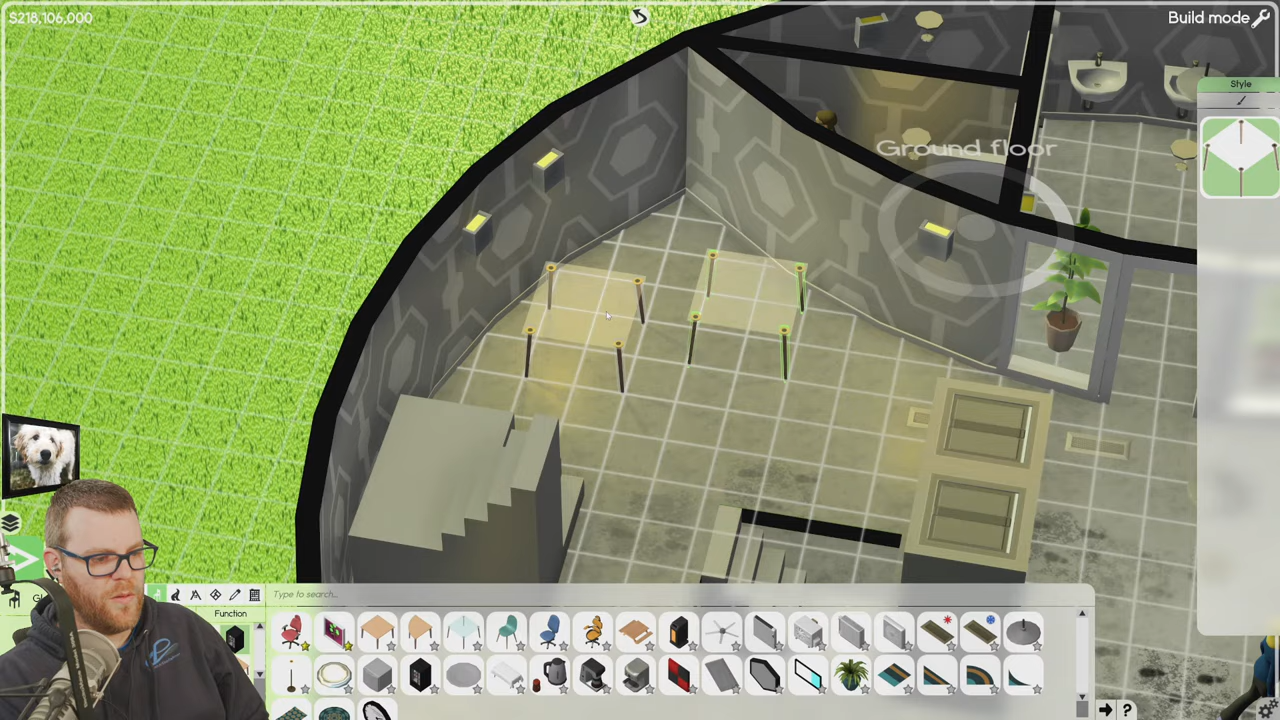 $218,106,000
Build mode
Style
Ground floor
Type to search...
Function
?